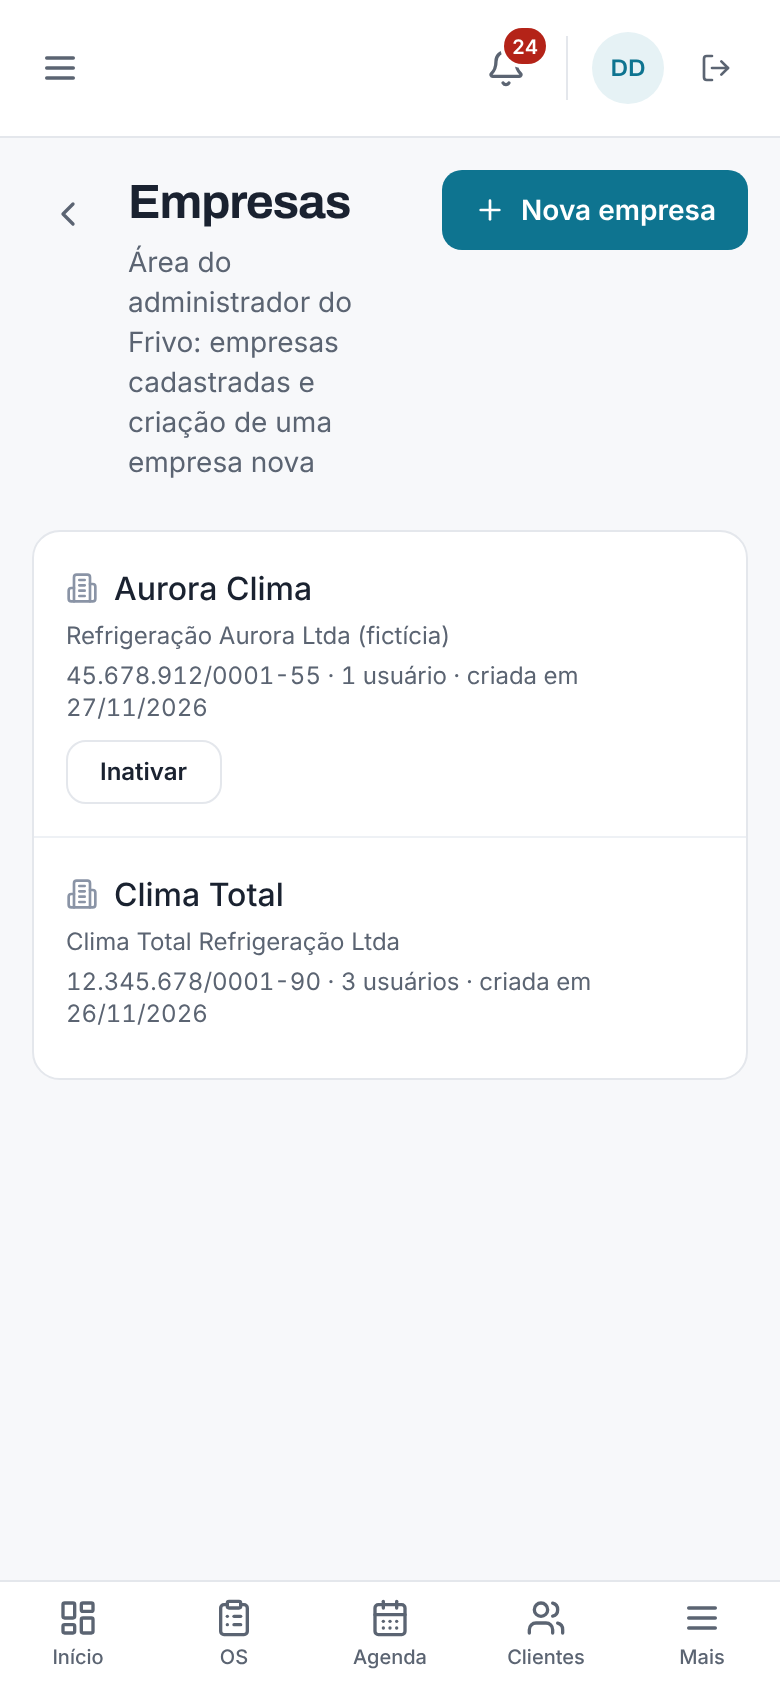 24
DD
Empresas
Nova empresa
Área do
administrador do
Frivo: empresas
cadastradas e
criação de uma
empresa nova
Aurora Clima
Refrigeração Aurora Ltda (fictícia)
45.678.912/0001-55 · 1 usuário · criada em
27/11/2026
Inativar
Clima Total
Clima Total Refrigeração Ltda
12.345.678/0001-90 · 3 usuários · criada em
26/11/2026
Início
OS
Agenda
Clientes
Mais